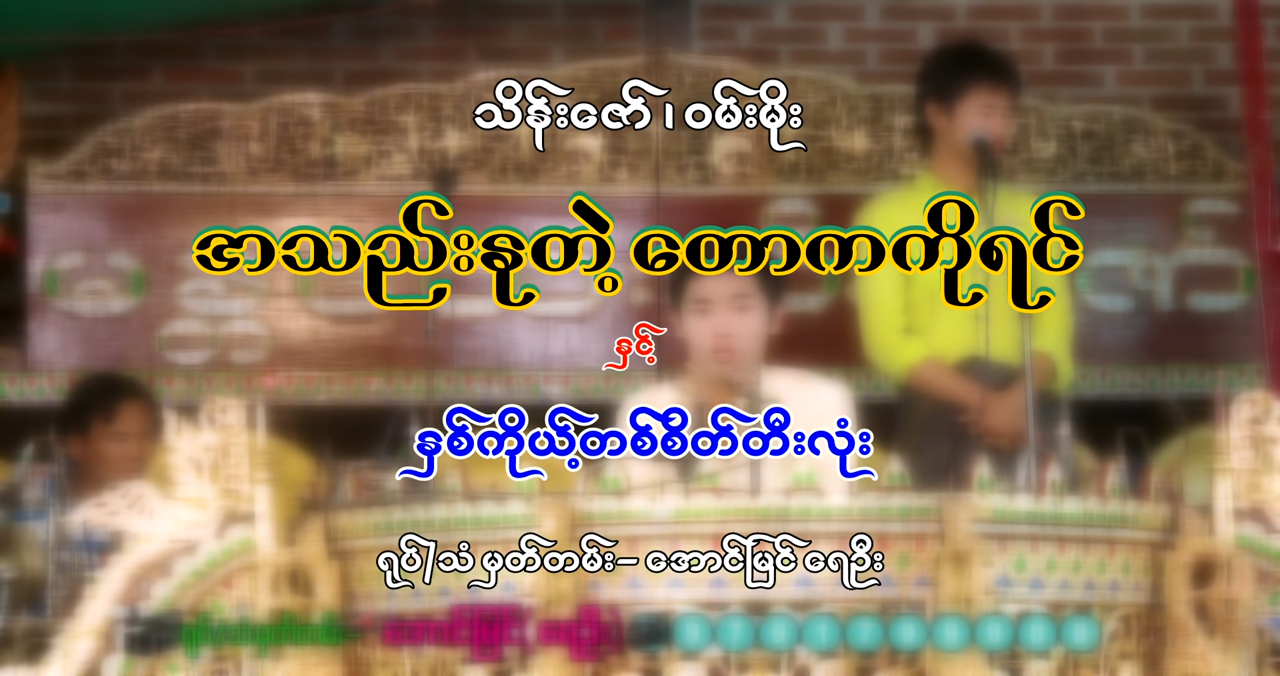 သိန်းဇော် ၊ ဝမ်းမိုး
အာသည်းနုတဲ့ တောကကိုရင်
နှင့်
နှစ်ကိုယ့်တစ်စိတ်တီးလုံး
ရုပ်/သံ မှတ်တမ်း– အောင်မြင် ရေဦး